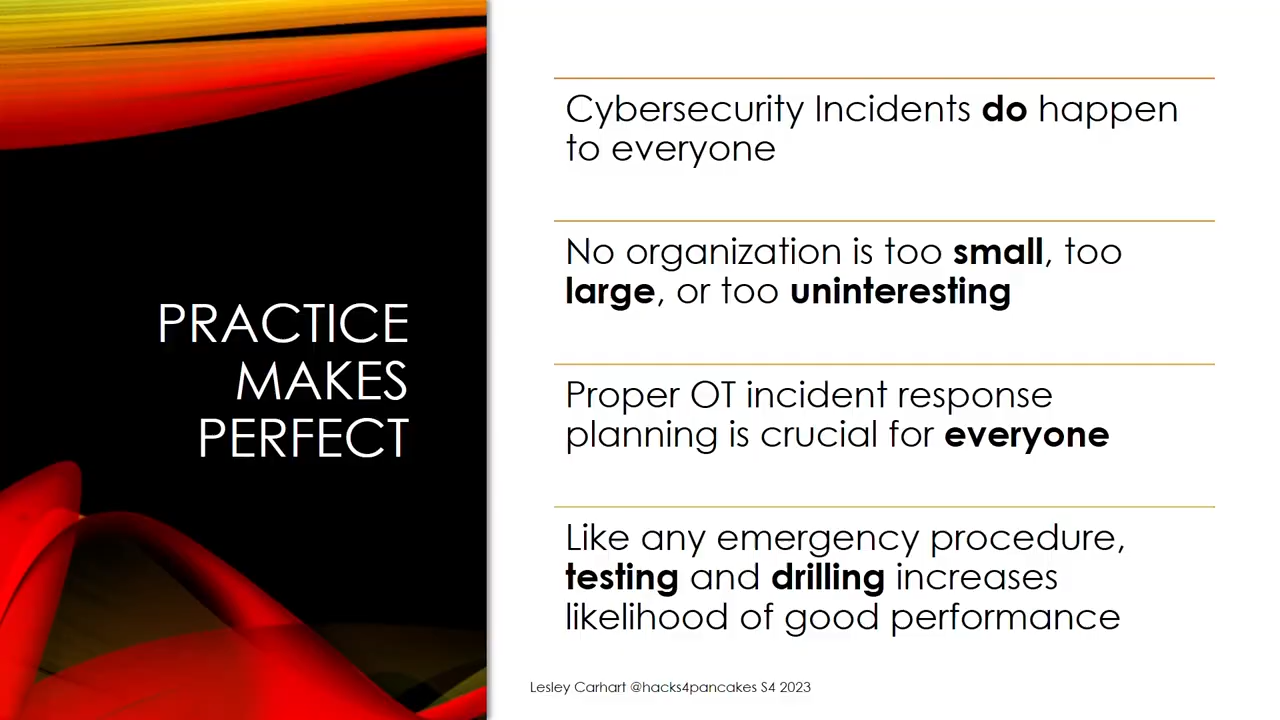 PRACTICE
MAKES
PERFECT
Cybersecurity Incidents do happen
to everyone
No organization is too small, too
large, or too uninteresting
Proper OT incident response
planning is crucial for everyone
Like any emergency procedure,
testing and drilling increases
likelihood of good performance
Lesley Carhart @hacks4pancakes S4 2023